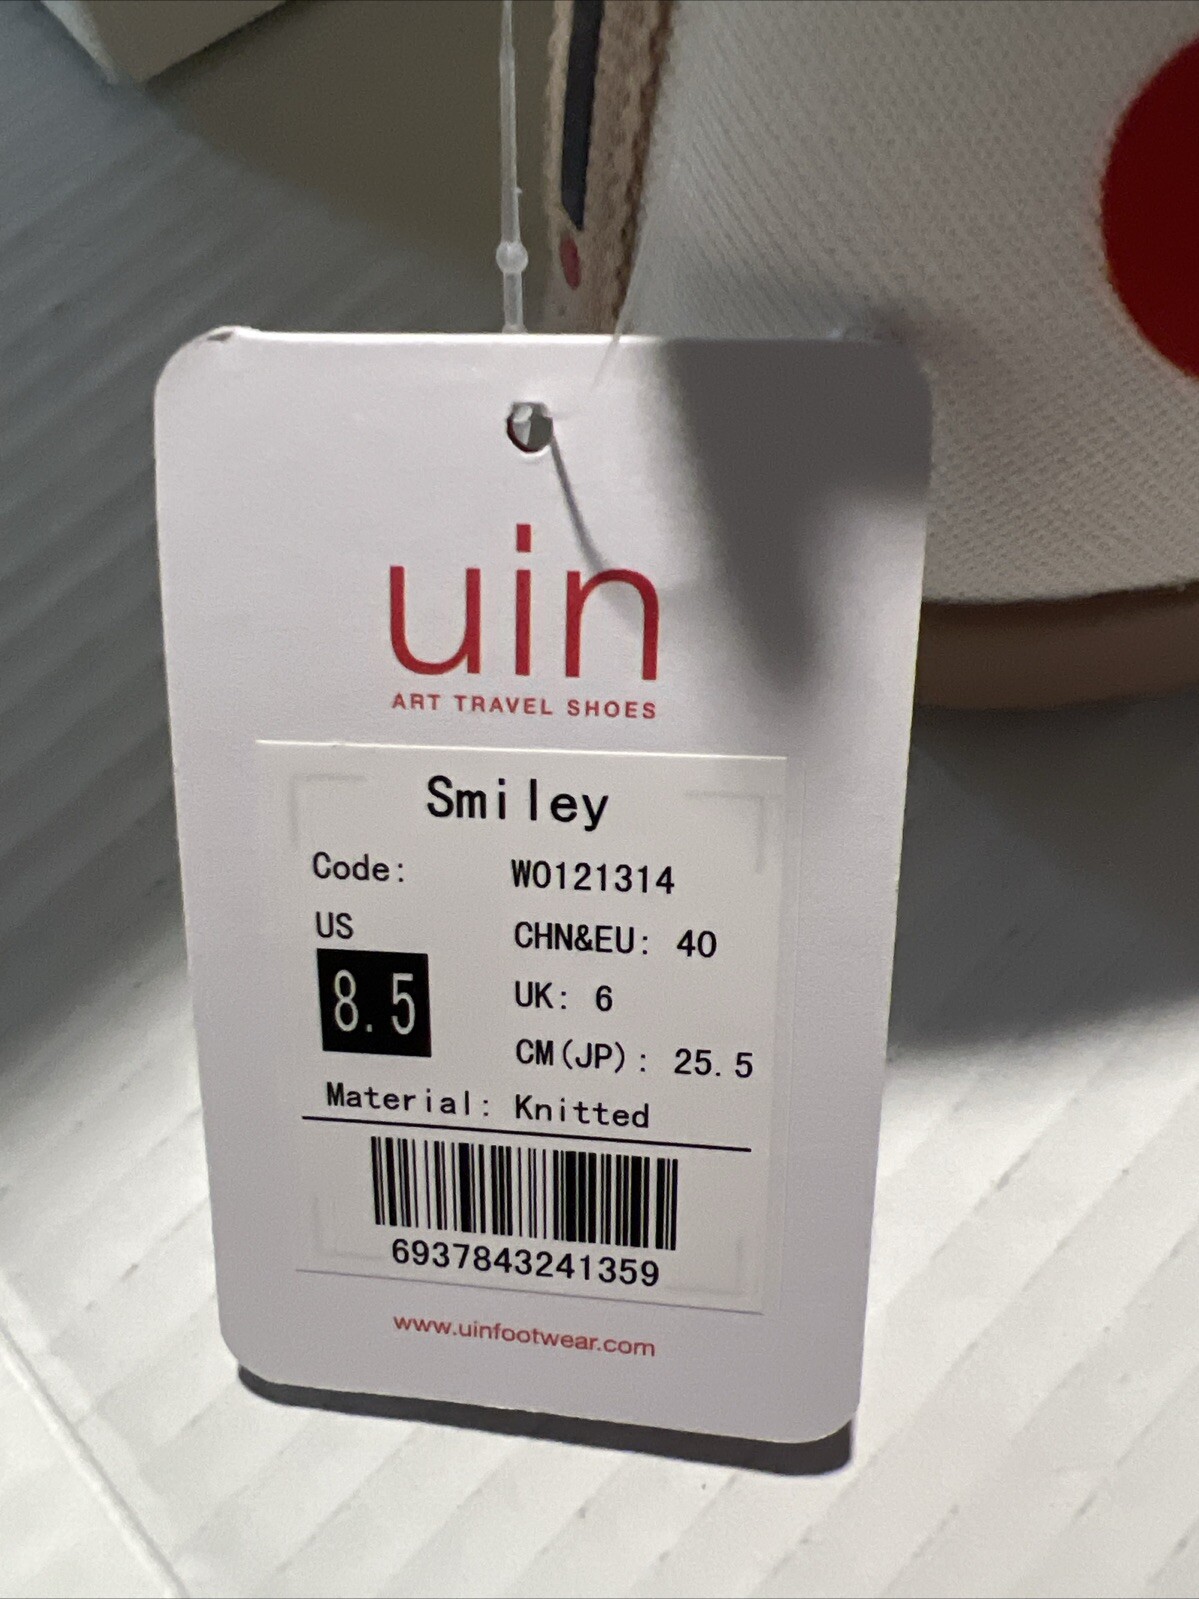 uin
ART TRAVEL SHOES
Smiley
Code: WO121314
US
CHN&EU: 40
8.5
UK: 6
CM(JP): 25.5
Material: Knitted
6937843241359
www.uinfootwear.com